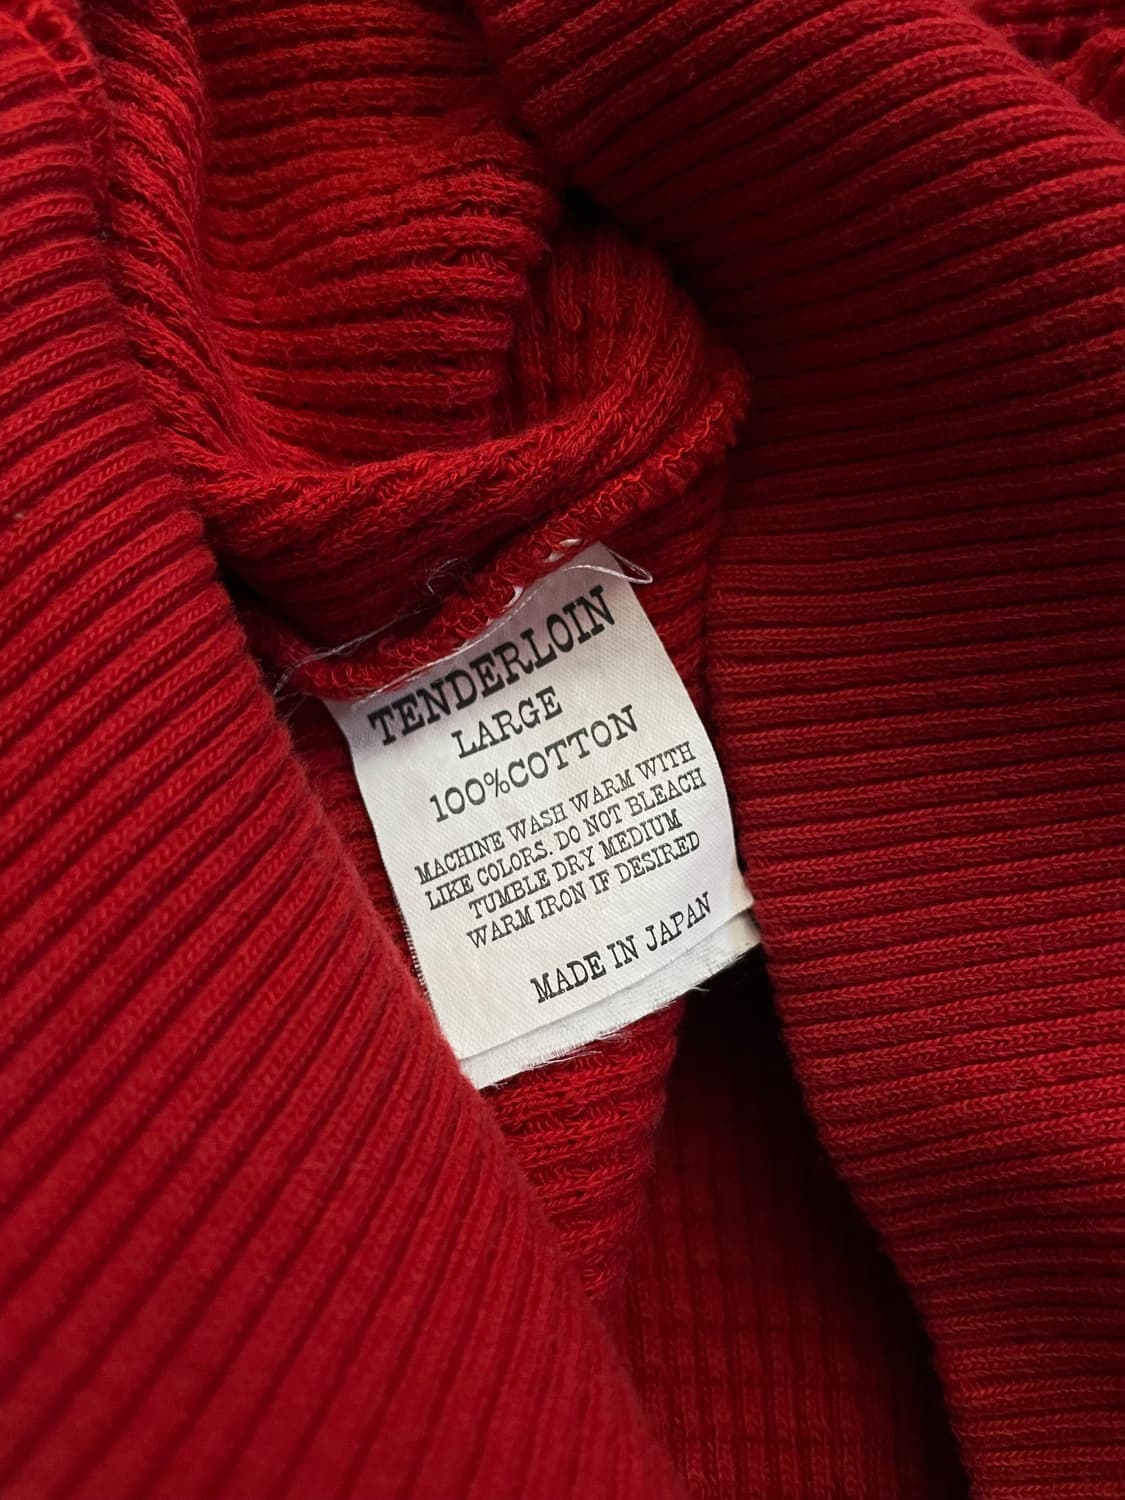 TENDERLOIN
LARGE
100%COTTON
MACHINE WASH WARM WITH
LIKE COLORS. DO NOT BLEACH
TUMBLE DRY MEDIUM
WARM IRON IF DESIRED
MADE IN JAPAN